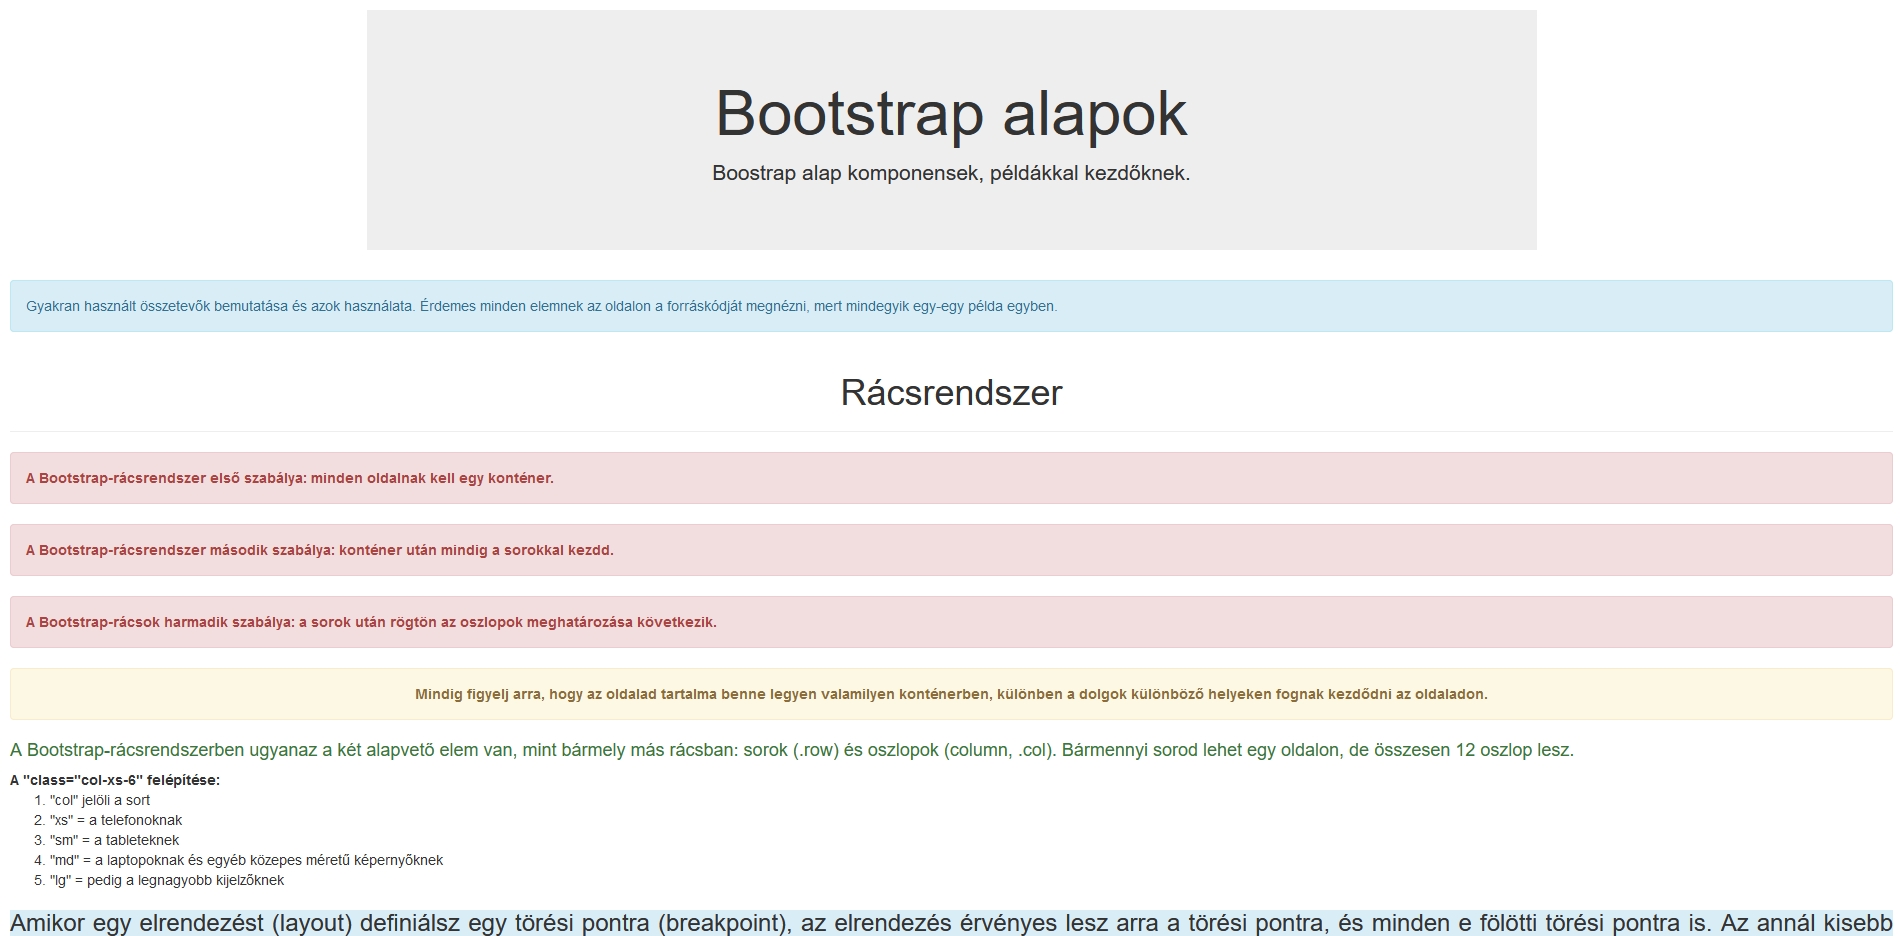 Bootstrap alapok
Boostrap alap komponensek, példákkal kezdőknek.
Gyakran használt összetevők bemutatása és azok használata. Érdemes minden elemnek az oldalon a forráskódját megnézni, mert mindegyik egy-egy példa egyben.
Rácsrendszer
A Bootstrap-rácsrendszer első szabálya: minden oldalnak kell egy konténer.
A Bootstrap-rácsrendszer második szabálya: konténer után mindig a sorokkal kezdd.
A Bootstrap-rácsok harmadik szabálya: a sorok után rögtön az oszlopok meghatározása következik.
Mindig figyelj arra, hogy az oldalad tartalma benne legyen valamilyen konténerben, különben a dolgok különböző helyeken fognak kezdődni az oldaladon.
A Bootstrap-rácsrendszerben ugyanaz a két alapvető elem van, mint bármely más rácsban: sorok (.row) és oszlopok (column, .col). Bármennyi sorod lehet egy oldalon, de összesen 12 oszlop lesz.
A "class="col-xs-6" felépítése:
1. "col" jelöli a sort
2. "xs" = a telefonoknak
3. "sm" = a tableteknek
4. "md" = a laptopoknak és egyéb közepes méretű képernyőknek
5. "lg" = pedig a legnagyobb kijelzőknek
Amikor egy elrendezést (layout) definiálsz egy törési pontra (breakpoint), az elrendezés érvényes lesz arra a törési pontra, és minden e fölötti törési pontra is. Az annál kisebb